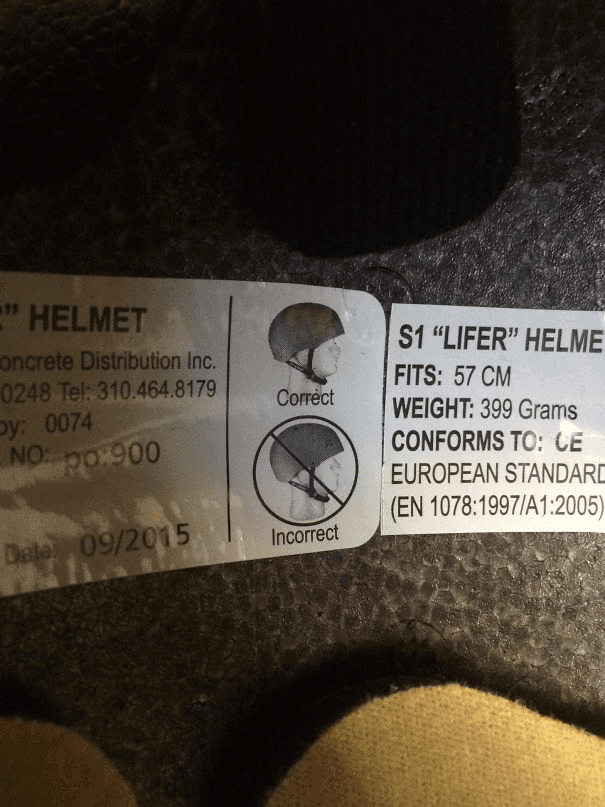 ” HELMET
oncrete Distribution Inc.
0248 Tel: 310.464.8179
by: 0074
NO: po:900
Date: 09/2015
Correct
Incorrect
S1 “LIFER” HELME
FITS: 57 CM
WEIGHT: 399 Grams
CONFORMS TO: CE
EUROPEAN STANDARD
(EN 1078:1997/A1:2005)